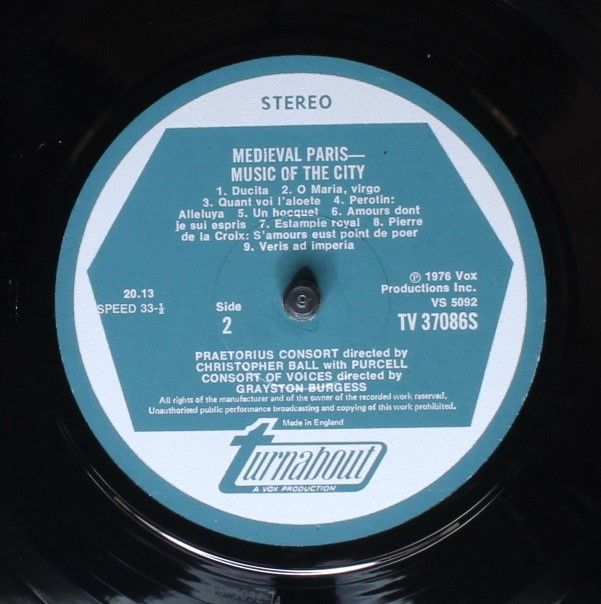 STEREO
MEDIEVAL PARIS—
MUSIC OF THE CITY
1. Ducita 2. O Maria, virgo
3. Quant voi l'aloete 4. Perotin:
Alleluya 5. Un hocquet 6. Amours dont
je sui espris 7. Estampie royal 8. Pierre
de la Croix: S'amours eust point de poer
9. Veris ad imperia
20.13
SPEED 33-⅓
Side
2
Ⓟ 1976 Vox
Productions Inc.
VS 5092
TV 37086S
PRAETORIUS CONSORT directed by
CHRISTOPHER BALL with PURCELL
CONSORT OF VOICES directed by
GRAYSTON BURGESS
All rights of the manufacturer and of the owner of the recorded work reserved.
Unauthorised public performance broadcasting and copying of this work prohibited.
Made in England
turnabout
A VOX PRODUCTION